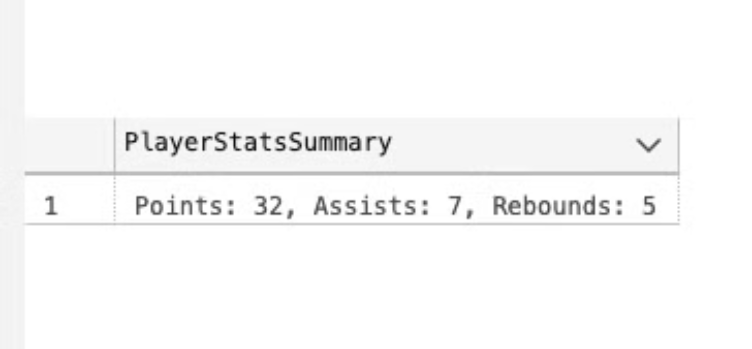 PlayerStatsSummary
1 Points: 32, Assists: 7, Rebounds: 5